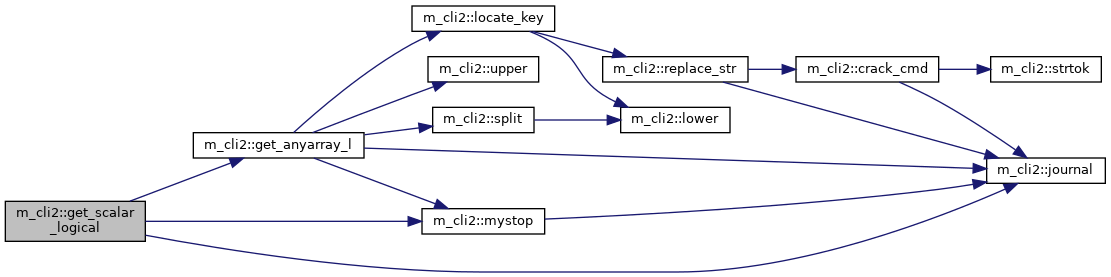 m_cli2::locate_key
m_cli2::upper
m_cli2::replace_str
m_cli2::crack_cmd
m_cli2::strtok
m_cli2::split
m_cli2::lower
m_cli2::get_anyarray_l
m_cli2::journal
m_cli2::get_scalar
_logical
m_cli2::mystop